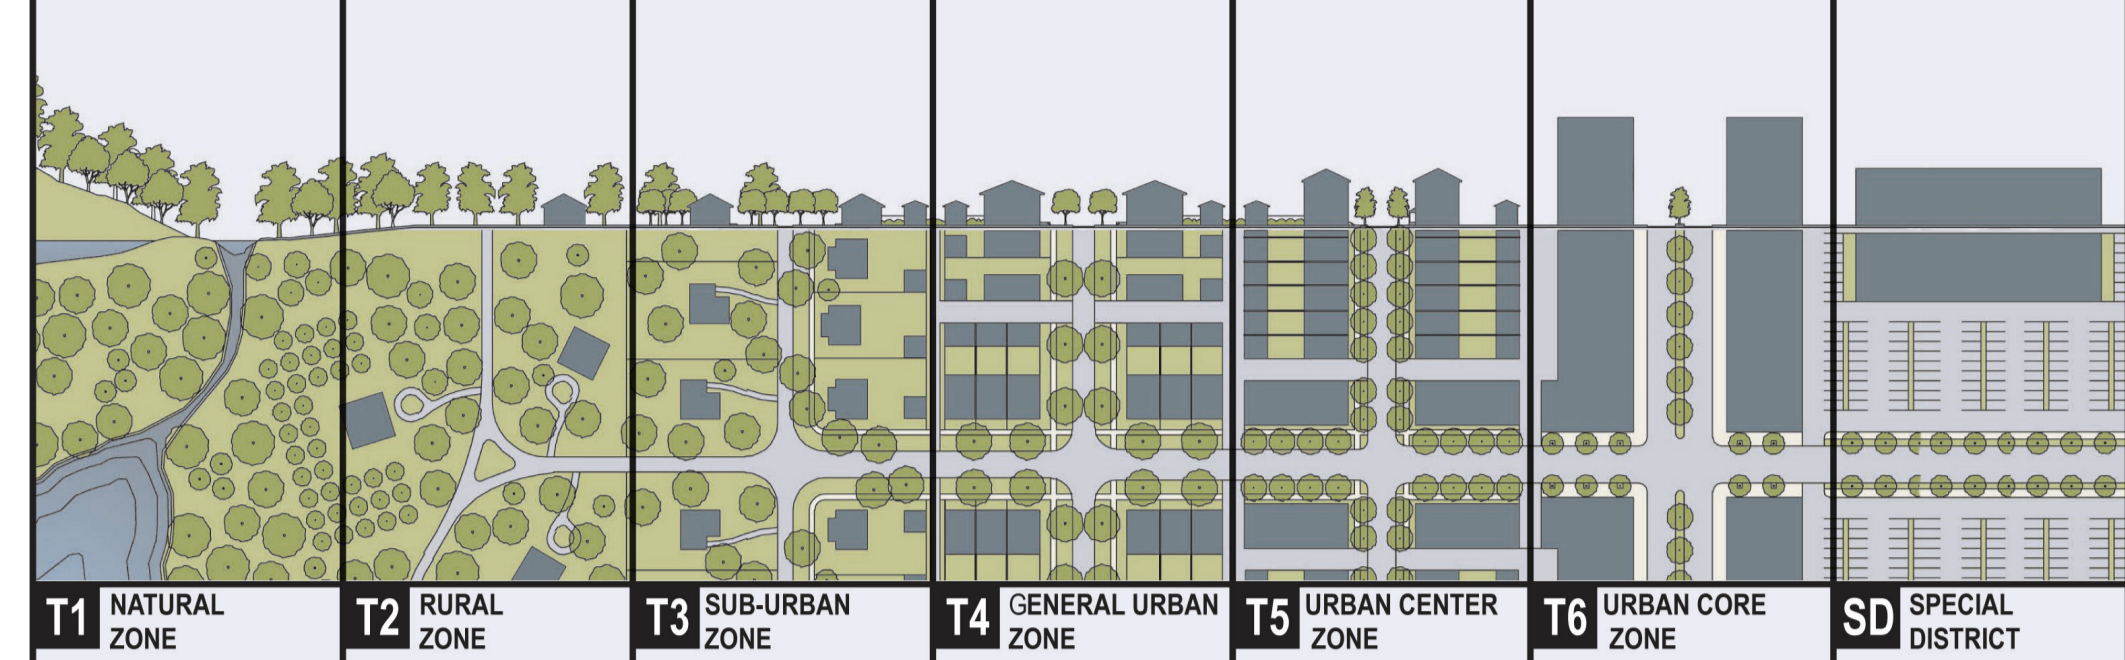 T1 NATURAL
ZONE
T2 RURAL
ZONE
T3 SUB-URBAN
ZONE
T4 GENERAL URBAN
ZONE
T5 URBAN CENTER
ZONE
T6 URBAN CORE
ZONE
SD SPECIAL
DISTRICT